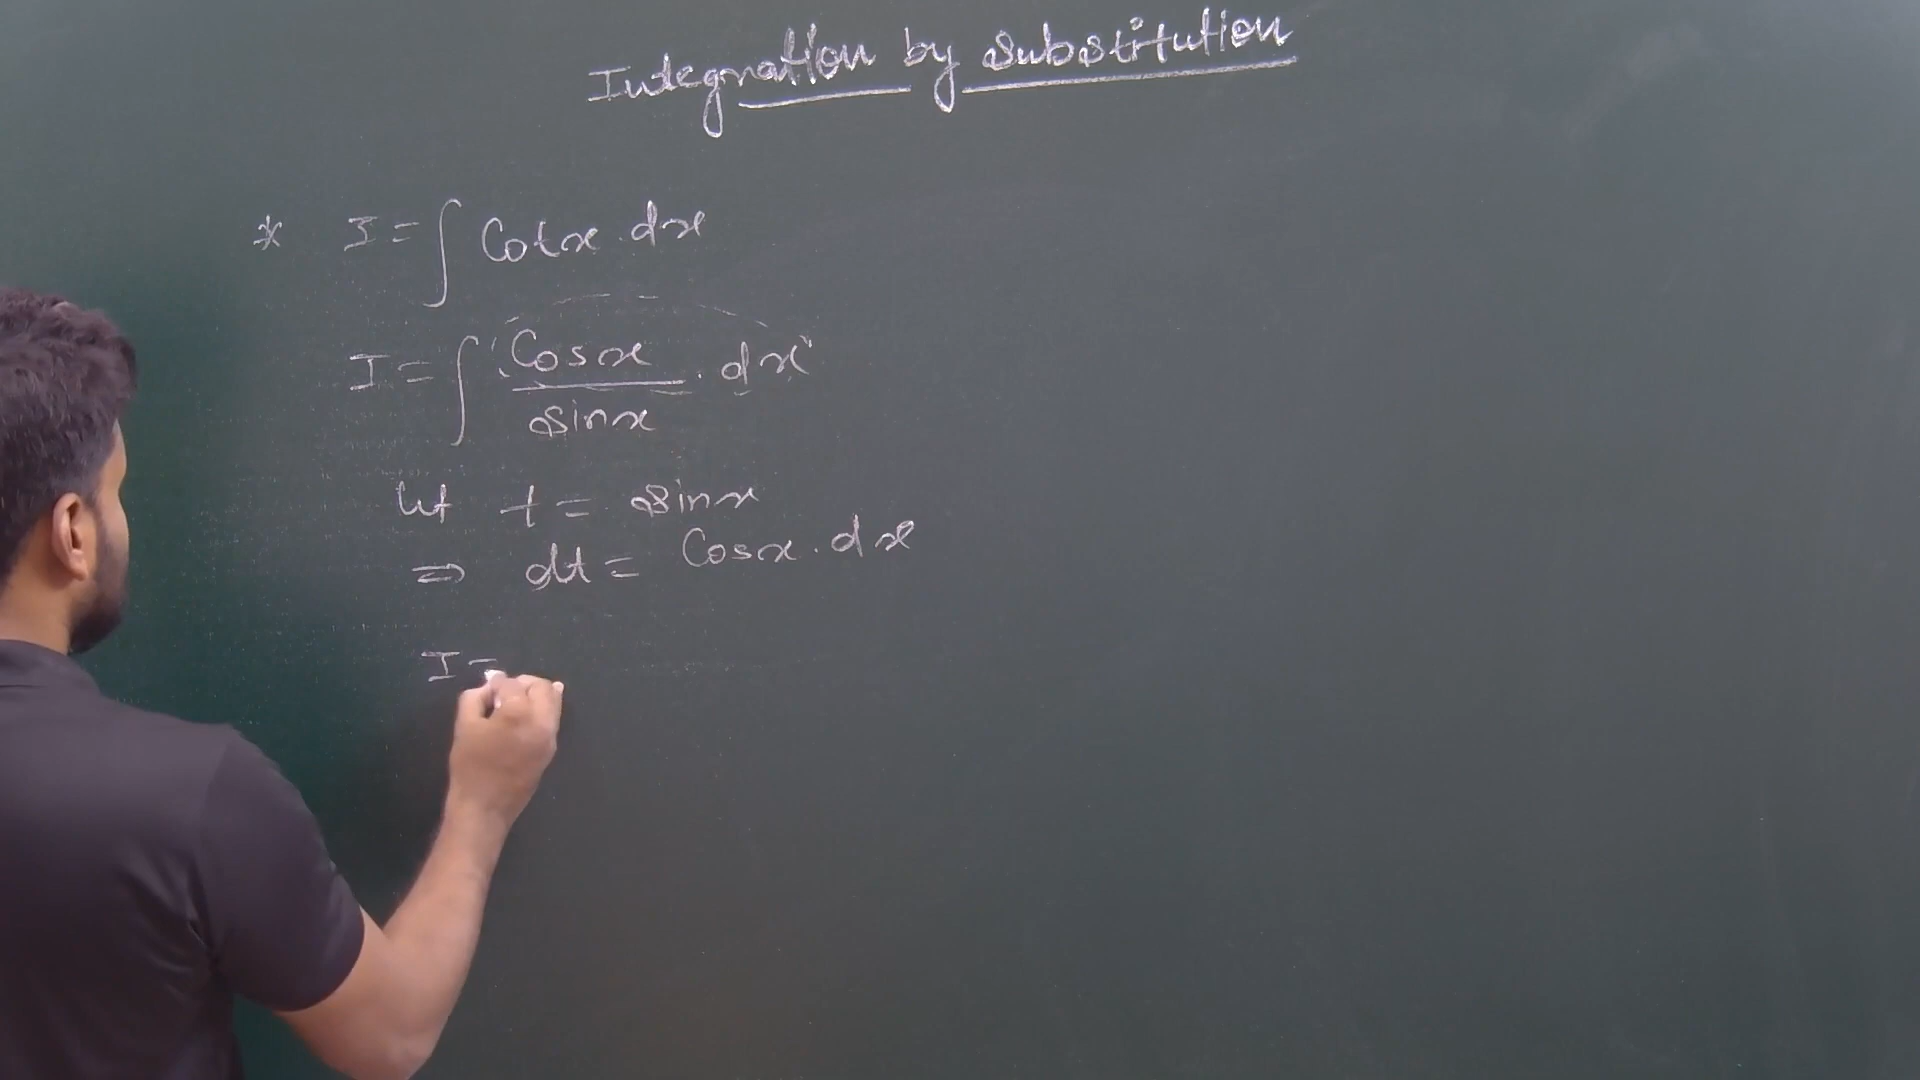 Integration by substitution
* I = ∫ Cotx . dx
I = ∫ Cosx / sinx . dx
let t = sinx
⇒ dt = Cosx . dx
I =